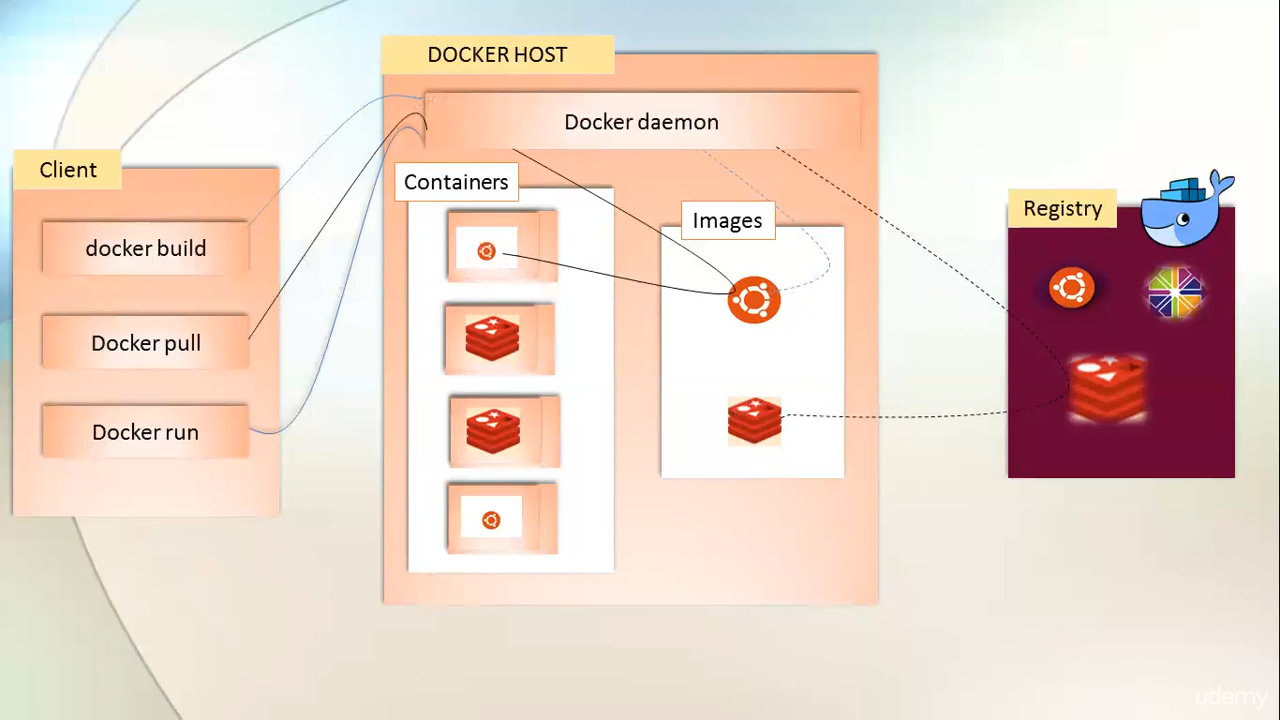 DOCKER HOST
Docker daemon
Client
docker build
Docker pull
Docker run
Containers
Images
Registry
udemy